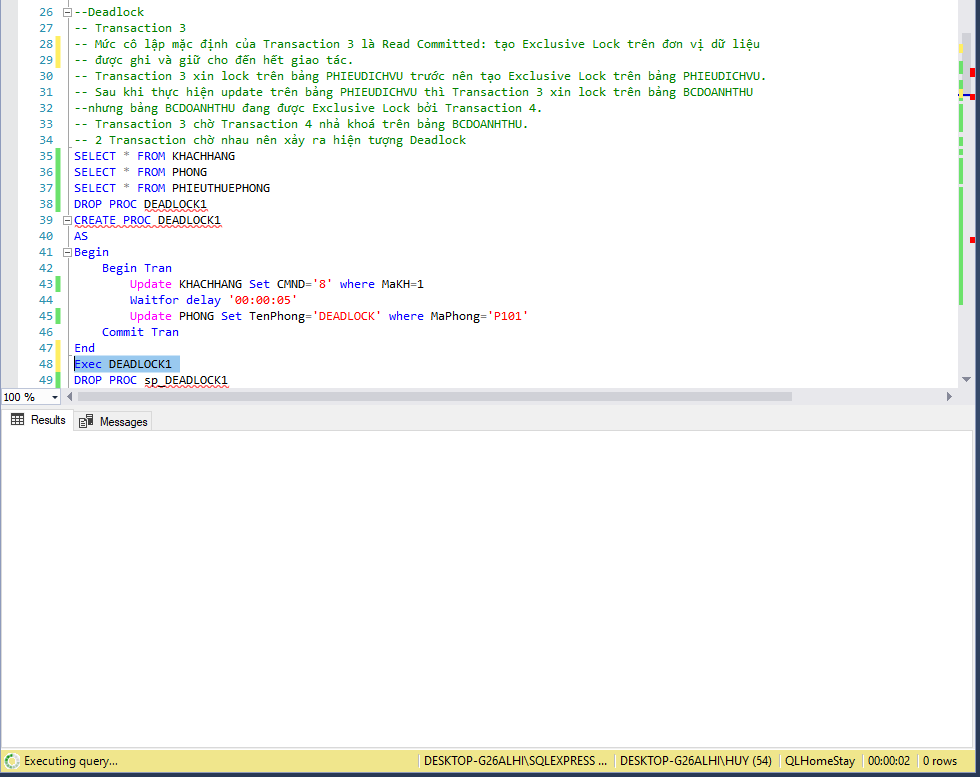 26 --Deadlock
27 -- Transaction 3
28 -- Mức cô lập mặc định của Transaction 3 là Read Committed: tạo Exclusive Lock trên đơn vị dữ liệu
29 -- được ghi và giữ cho đến hết giao tác.
30 -- Transaction 3 xin lock trên bảng PHIEUDICHVU trước nên tạo Exclusive Lock trên bảng PHIEUDICHVU.
31 -- Sau khi thực hiện update trên bảng PHIEUDICHVU thì Transaction 3 xin lock trên bảng BCDOANHTHU
32 --nhưng bảng BCDOANHTHU đang được Exclusive Lock bởi Transaction 4.
33 -- Transaction 3 chờ Transaction 4 nhả khoá trên bảng BCDOANHTHU.
34 -- 2 Transaction chờ nhau nên xảy ra hiện tượng Deadlock
35 SELECT * FROM KHACHHANG
36 SELECT * FROM PHONG
37 SELECT * FROM PHIEUTHUEPHONG
38 DROP PROC DEADLOCK1
39 CREATE PROC DEADLOCK1
40 AS
41 Begin
42 Begin Tran
43 Update KHACHHANG Set CMND='8' where MaKH=1
44 Waitfor delay '00:00:05'
45 Update PHONG Set TenPhong='DEADLOCK' where MaPhong='P101'
46 Commit Tran
47 End
48 Exec DEADLOCK1
49 DROP PROC sp_DEADLOCK1
100 %
Results Messages
Executing query... DESKTOP-G26ALHI\SQLEXPRESS ... DESKTOP-G26ALHI\HUY (54) QLHomeStay 00:00:02 0 rows